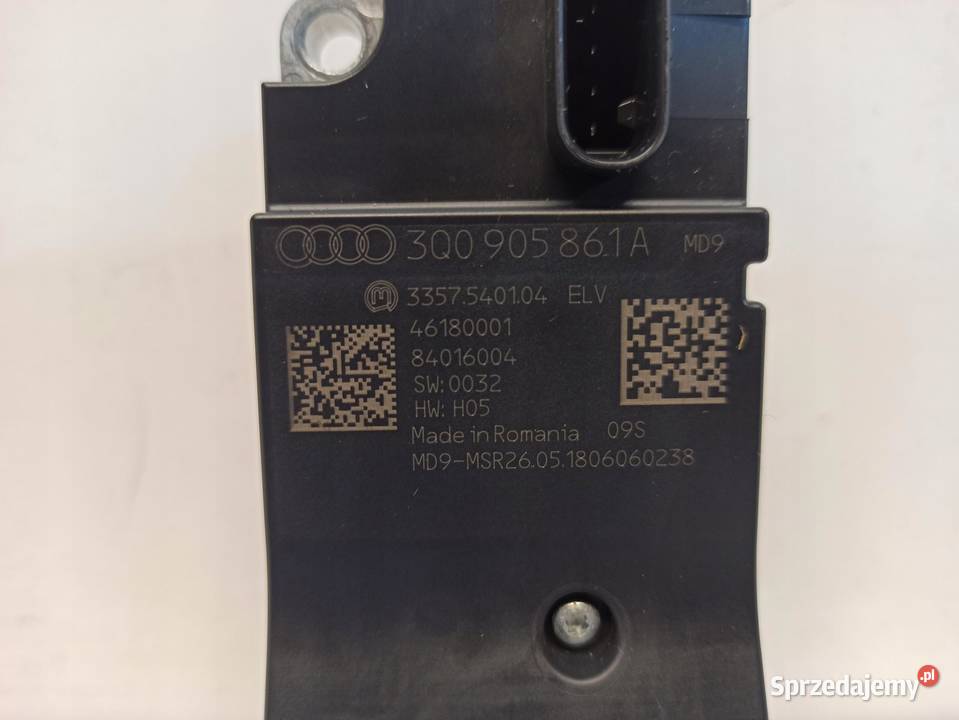 3Q0 905 861A MD9
M 3357.5401.04 ELV
46180001
84016004
SW: 0032
HW: H05
Made in Romania 09S
MD9-MSR26.05.1806060238
Sprzedajemy.pl